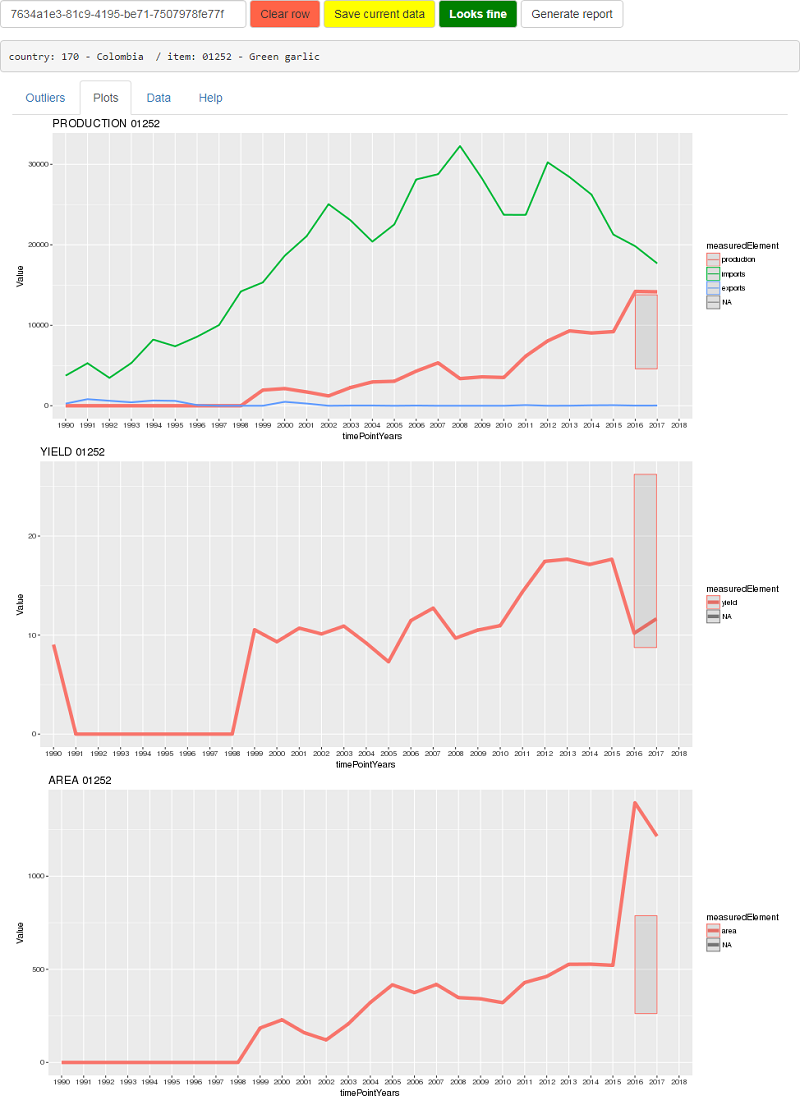 7634a1e3-81c9-4195-be71-7507978fe77f Clear row Save current data Looks fine Generate report
country: 170 - Colombia / item: 01252 - Green garlic
Outliers Plots Data Help
PRODUCTION 01252
30000
20000
10000
0
Value
1990 1991 1992 1993 1994 1995 1996 1997 1998 1999 2000 2001 2002 2003 2004 2005 2006 2007 2008 2009 2010 2011 2012 2013 2014 2015 2016 2017 2018
timePointYears
measuredElement
production
imports
exports
NA
YIELD 01252
20
10
0
Value
1990 1991 1992 1993 1994 1995 1996 1997 1998 1999 2000 2001 2002 2003 2004 2005 2006 2007 2008 2009 2010 2011 2012 2013 2014 2015 2016 2017 2018
timePointYears
measuredElement
yield
NA
AREA 01252
1000
500
0
Value
1990 1991 1992 1993 1994 1995 1996 1997 1998 1999 2000 2001 2002 2003 2004 2005 2006 2007 2008 2009 2010 2011 2012 2013 2014 2015 2016 2017 2018
timePointYears
measuredElement
area
NA